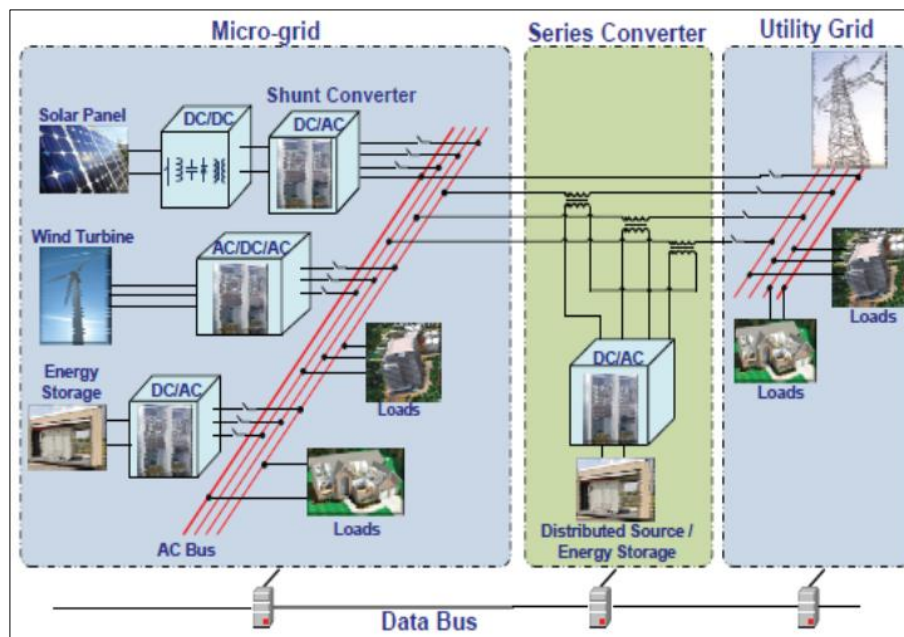 Micro-grid
Series Converter
Utility Grid
Shunt Converter
Solar Panel
DC/DC
DC/AC
Wind Turbine
AC/DC/AC
Energy
Storage
DC/AC
Loads
Loads
AC Bus
DC/AC
Distributed Source /
Energy Storage
Loads
Loads
Data Bus